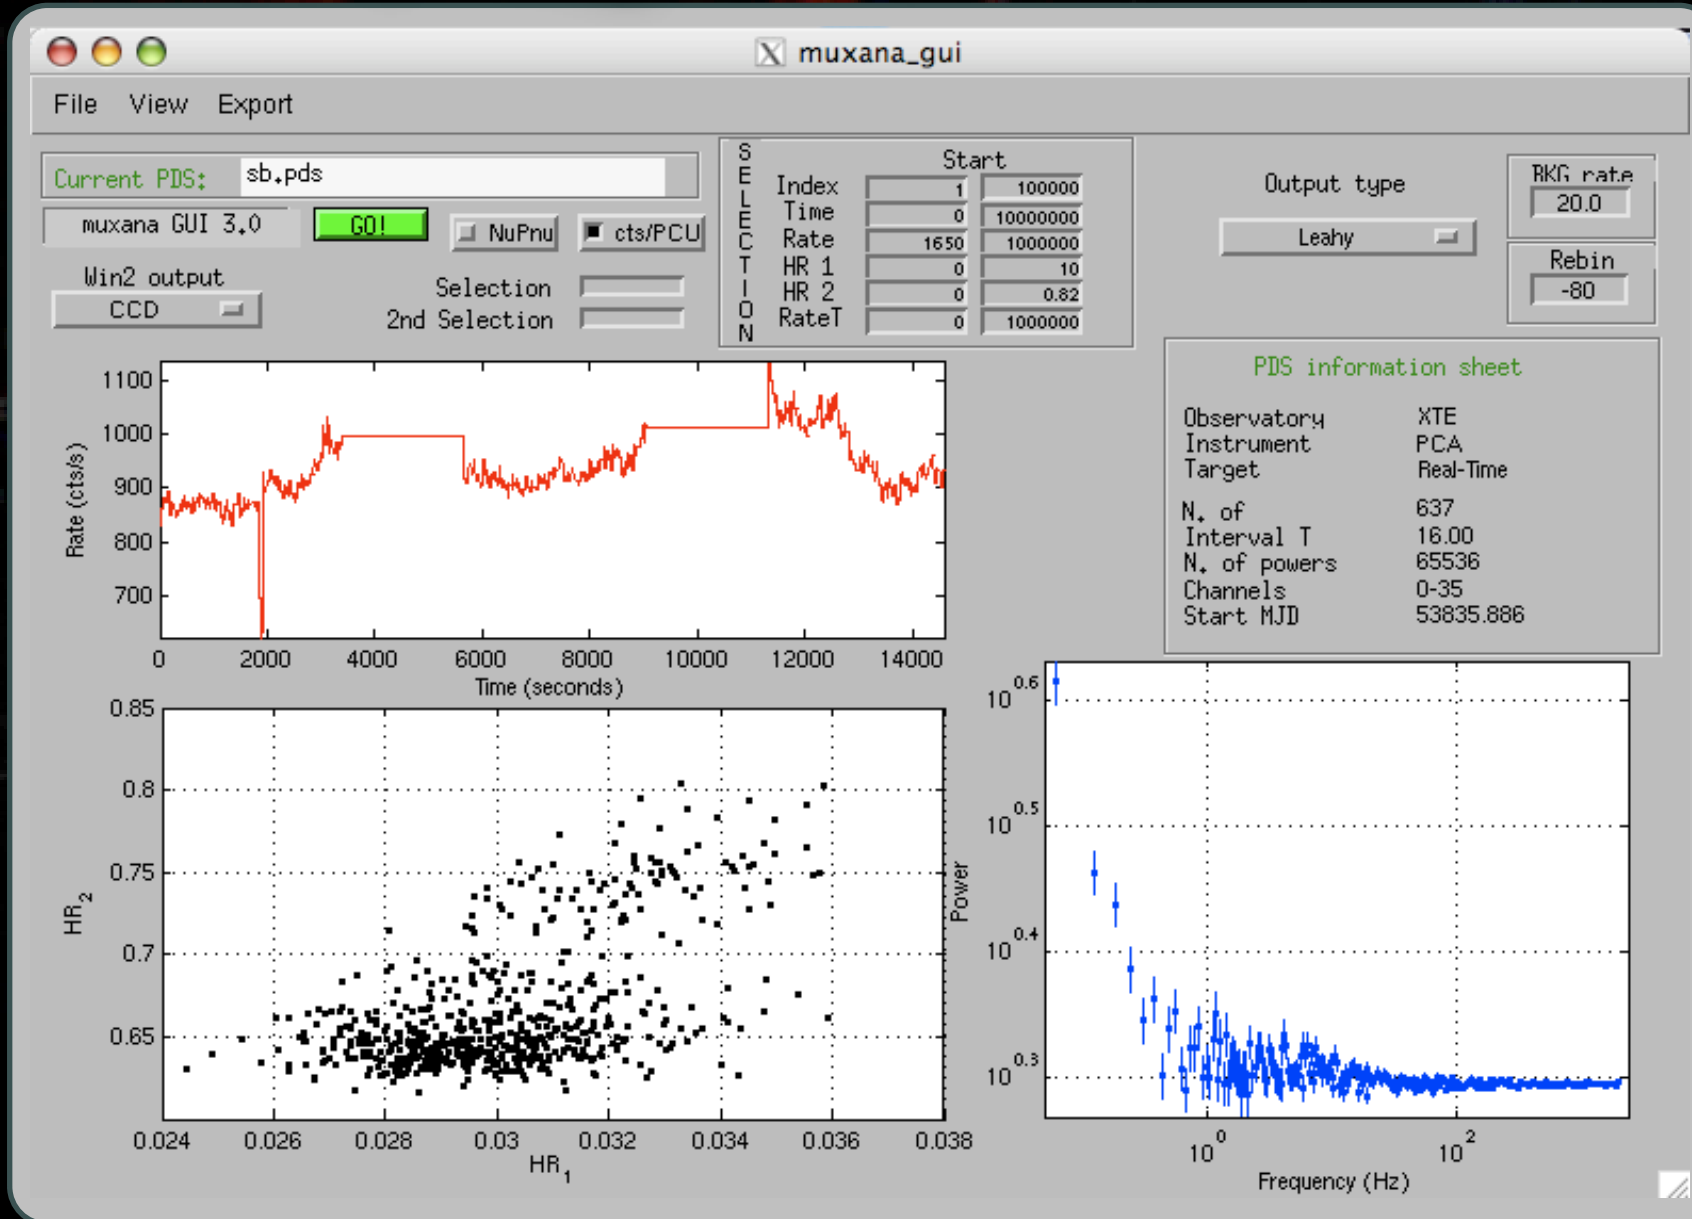 muxana_gui
File View Export
Current PDS: sb.pds
muxana GUI 3.0 GO! NuPnu cts/PCU
Win2 output
CCD
Selection
2nd Selection
SELECTION
Start
Index 1 100000
Time 0 10000000
Rate 1650 1000000
HR 1 0 10
HR 2 0 0.82
RateT 0 1000000
Output type
Leahy
BKG rate
20.0
Rebin
-80
PDS information sheet
Observatory XTE
Instrument PCA
Target Real-Time
N. of 637
Interval T 16.00
N. of powers 65536
Channels 0-35
Start MJD 53835.886
1100
1000
900
800
700
Rate (cts/s)
0 2000 4000 6000 8000 10000 12000 14000
Time (seconds)
0.85
0.8
0.75
0.7
0.65
HR2
0.024 0.026 0.028 0.03 0.032 0.034 0.036 0.038
HR1
10^0.6
10^0.5
10^0.4
10^0.3
Power
10^0 10^2
Frequency (Hz)